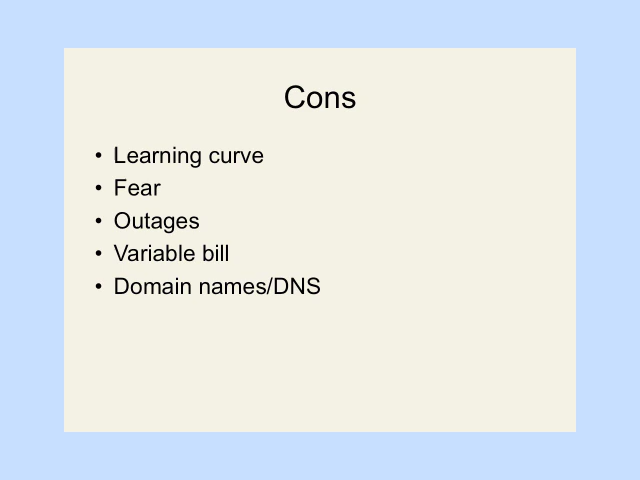 Cons
• Learning curve
• Fear
• Outages
• Variable bill
• Domain names/DNS